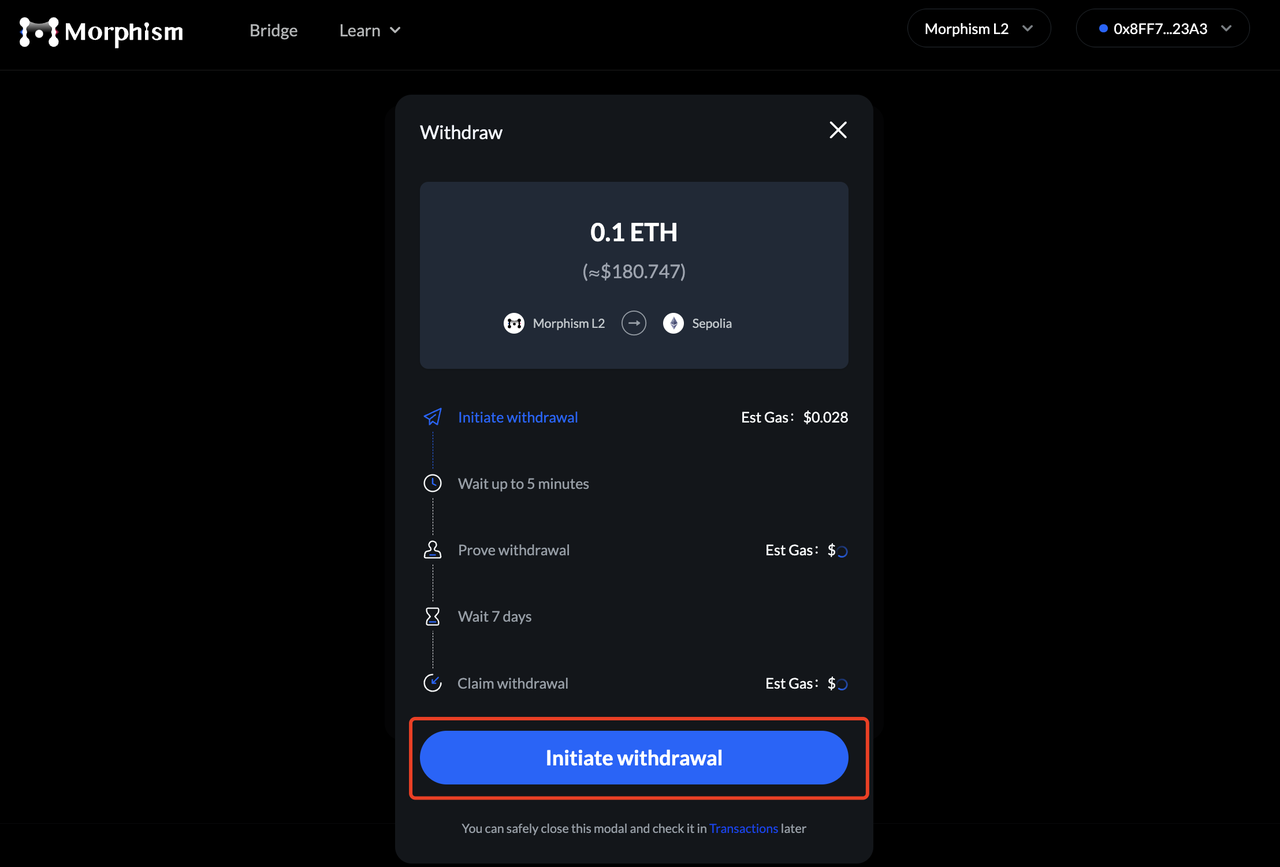 Morphism
Bridge
Learn
Morphism L2
0x8FF7...23A3
Withdraw
0.1 ETH
(≈$180.747)
Morphism L2
Sepolia
Initiate withdrawal
Est Gas: $0.028
Wait up to 5 minutes
Prove withdrawal
Est Gas: $
Wait 7 days
Claim withdrawal
Est Gas: $
Initiate withdrawal
You can safely close this modal and check it in Transactions later